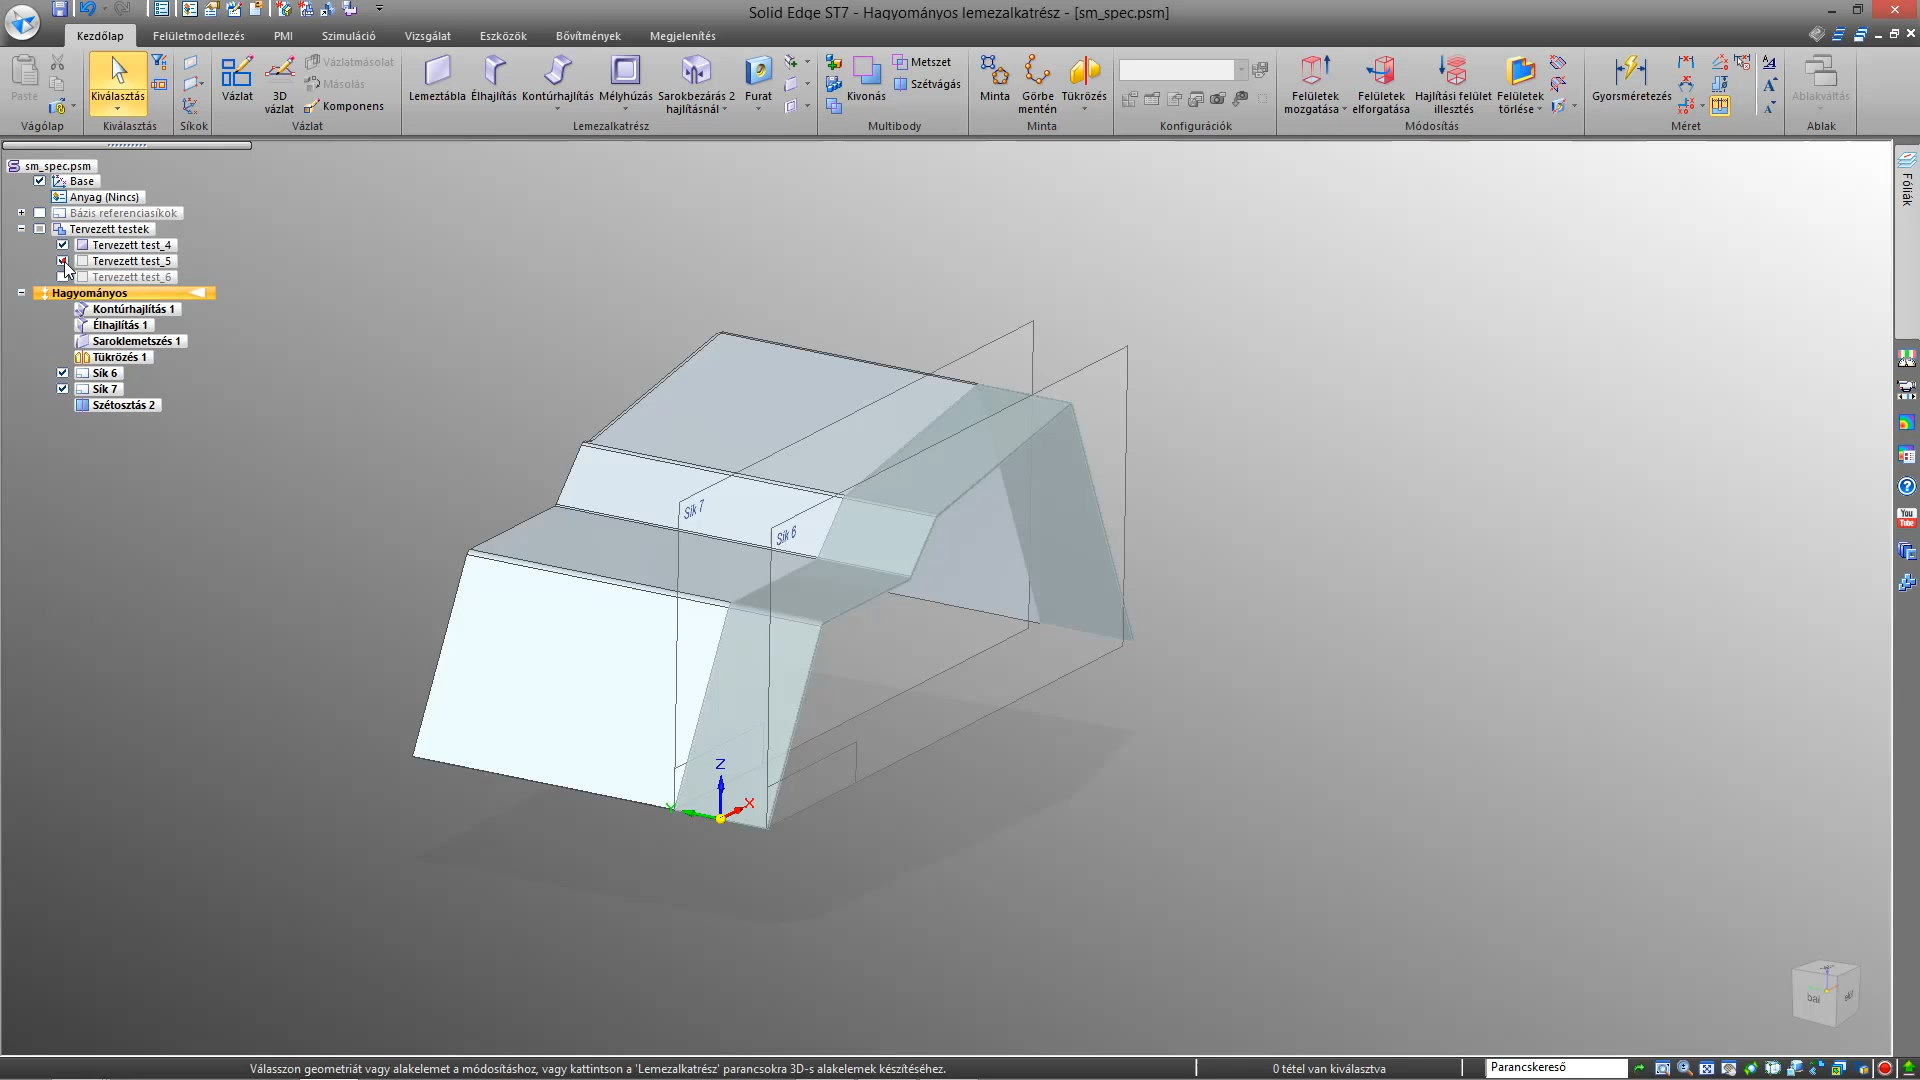 Solid Edge ST7 - Hagyományos lemezalkatrész - [sm_spec.psm]
Kezdőlap
Felületmodellezés
PMI
Szimuláció
Vizsgálat
Eszközök
Bővítmények
Megjelenítés
Paste
Kiválasztás
Vázlat
3D vázlat
Vázlatmásolat
Másolás
Komponens
Lemeztábla
Élhajlítás
Kontúrhajlítás
Mélyhúzás
Sarokbezárás 2 hajlításnál
Furat
Kivonás
Metszet
Szétvágás
Minta
Görbe mentén
Tükrözés
Felületek mozgatása
Felületek elforgatása
Hajlítási felület illesztés
Felületek törlése
Gyorsméretezés
Ablakváltás
Vágólap
Kiválasztás
Síkok
Vázlat
Lemezalkatrész
Multibody
Minta
Konfigurációk
Módosítás
Méret
Ablak
sm_spec.psm
Base
Anyag (Nincs)
Bázis referenciasíkok
Tervezett testek
Tervezett test_4
Tervezett test_5
Tervezett test_6
Hagyományos
Kontúrhajlítás 1
Élhajlítás 1
Saroklemetszés 1
Tükrözés 1
Sík 6
Sík 7
Szétosztás 2
Fóliák
Sík 7
Sík 6
Z
X
Y
You
Tube
bal
Válasszon geometriát vagy alakelemet a módosításhoz, vagy kattintson a 'Lemezalkatrész' parancsokra 3D-s alakelemek készítéséhez.
0 tétel van kiválasztva
Parancskereső